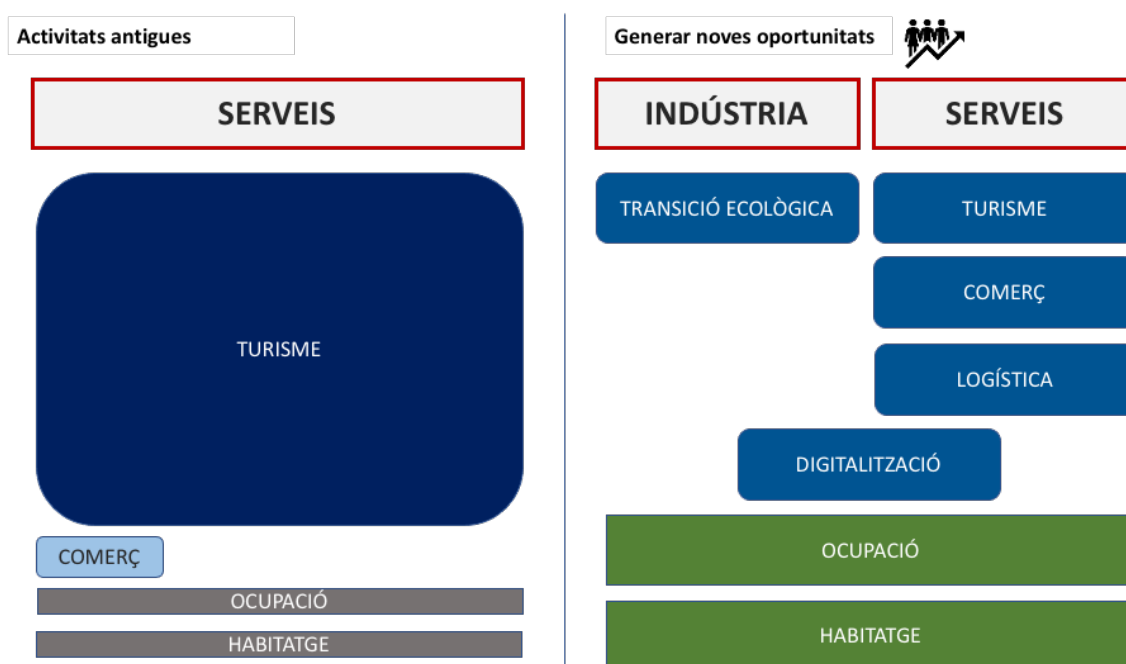 Activitats antigues
SERVEIS
TURISME
COMERÇ
OCUPACIÓ
HABITATGE
Generar noves oportunitats
INDÚSTRIA
SERVEIS
TRANSICIÓ ECOLÒGICA
TURISME
COMERÇ
LOGÍSTICA
DIGITALITZACIÓ
OCUPACIÓ
HABITATGE